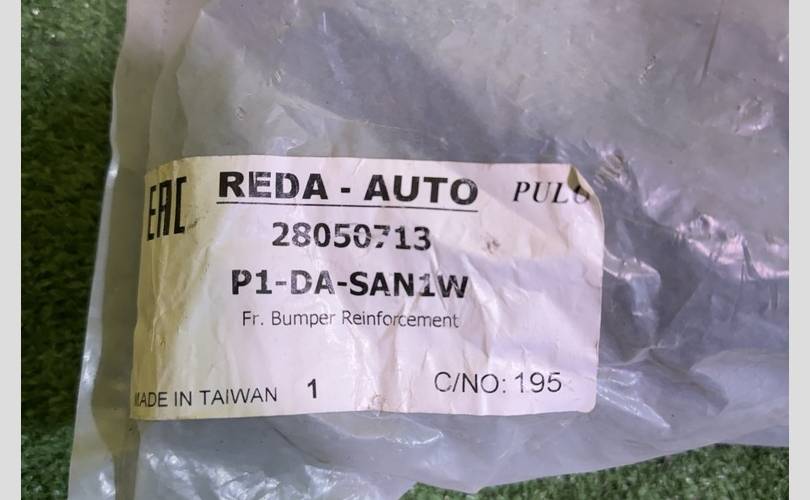 EAC REDA - AUTO
28050713
P1-DA-SAN1W
Fr. Bumper Reinforcement
MADE IN TAIWAN 1 C/NO: 195